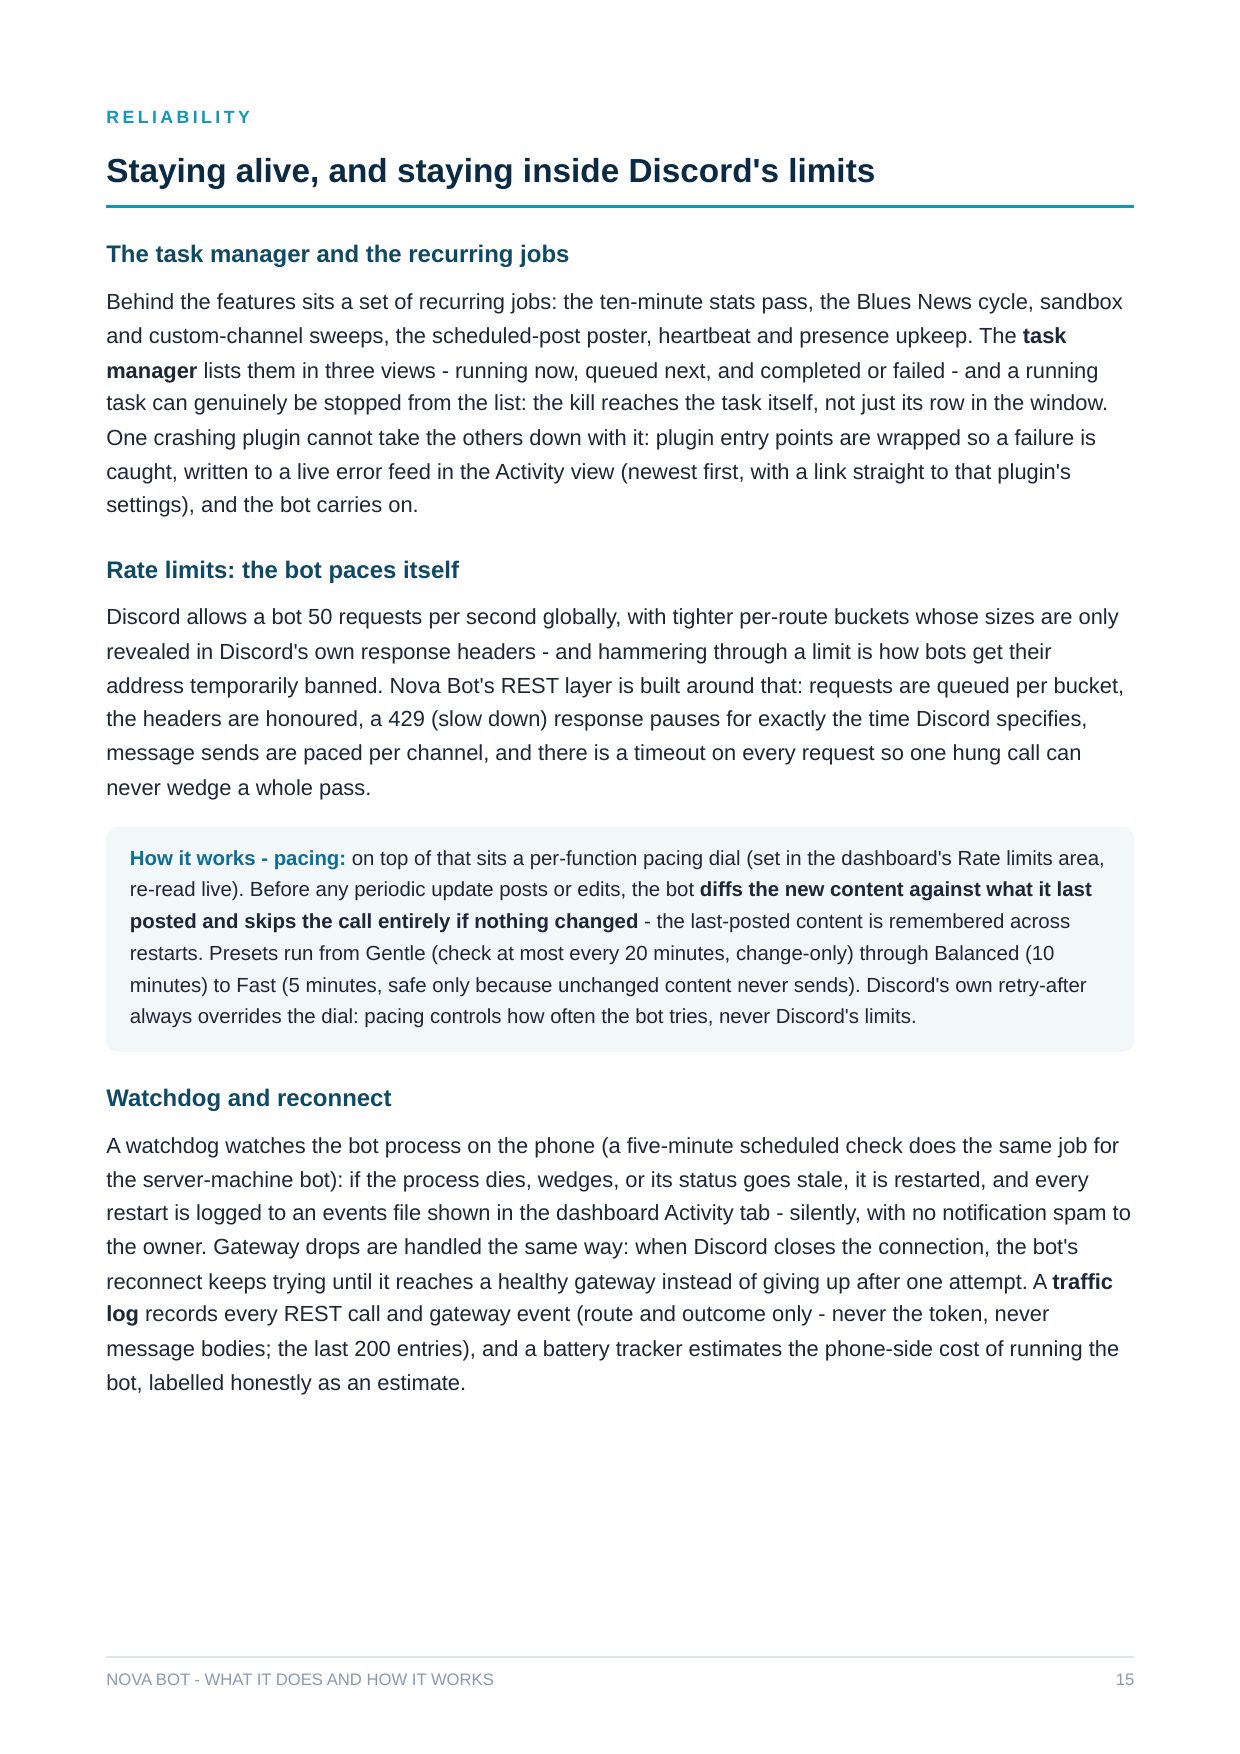 RELIABILITY
Staying alive, and staying inside Discord's limits
The task manager and the recurring jobs
Behind the features sits a set of recurring jobs: the ten-minute stats pass, the Blues News cycle, sandbox
and custom-channel sweeps, the scheduled-post poster, heartbeat and presence upkeep. The task
manager lists them in three views - running now, queued next, and completed or failed - and a running
task can genuinely be stopped from the list: the kill reaches the task itself, not just its row in the window.
One crashing plugin cannot take the others down with it: plugin entry points are wrapped so a failure is
caught, written to a live error feed in the Activity view (newest first, with a link straight to that plugin's
settings), and the bot carries on.
Rate limits: the bot paces itself
Discord allows a bot 50 requests per second globally, with tighter per-route buckets whose sizes are only
revealed in Discord's own response headers - and hammering through a limit is how bots get their
address temporarily banned. Nova Bot's REST layer is built around that: requests are queued per bucket,
the headers are honoured, a 429 (slow down) response pauses for exactly the time Discord specifies,
message sends are paced per channel, and there is a timeout on every request so one hung call can
never wedge a whole pass.
How it works - pacing: on top of that sits a per-function pacing dial (set in the dashboard's Rate limits area,
re-read live). Before any periodic update posts or edits, the bot diffs the new content against what it last
posted and skips the call entirely if nothing changed - the last-posted content is remembered across
restarts. Presets run from Gentle (check at most every 20 minutes, change-only) through Balanced (10
minutes) to Fast (5 minutes, safe only because unchanged content never sends). Discord's own retry-after
always overrides the dial: pacing controls how often the bot tries, never Discord's limits.
Watchdog and reconnect
A watchdog watches the bot process on the phone (a five-minute scheduled check does the same job for
the server-machine bot): if the process dies, wedges, or its status goes stale, it is restarted, and every
restart is logged to an events file shown in the dashboard Activity tab - silently, with no notification spam to
the owner. Gateway drops are handled the same way: when Discord closes the connection, the bot's
reconnect keeps trying until it reaches a healthy gateway instead of giving up after one attempt. A traffic
log records every REST call and gateway event (route and outcome only - never the token, never
message bodies; the last 200 entries), and a battery tracker estimates the phone-side cost of running the
bot, labelled honestly as an estimate.
NOVA BOT - WHAT IT DOES AND HOW IT WORKS
15